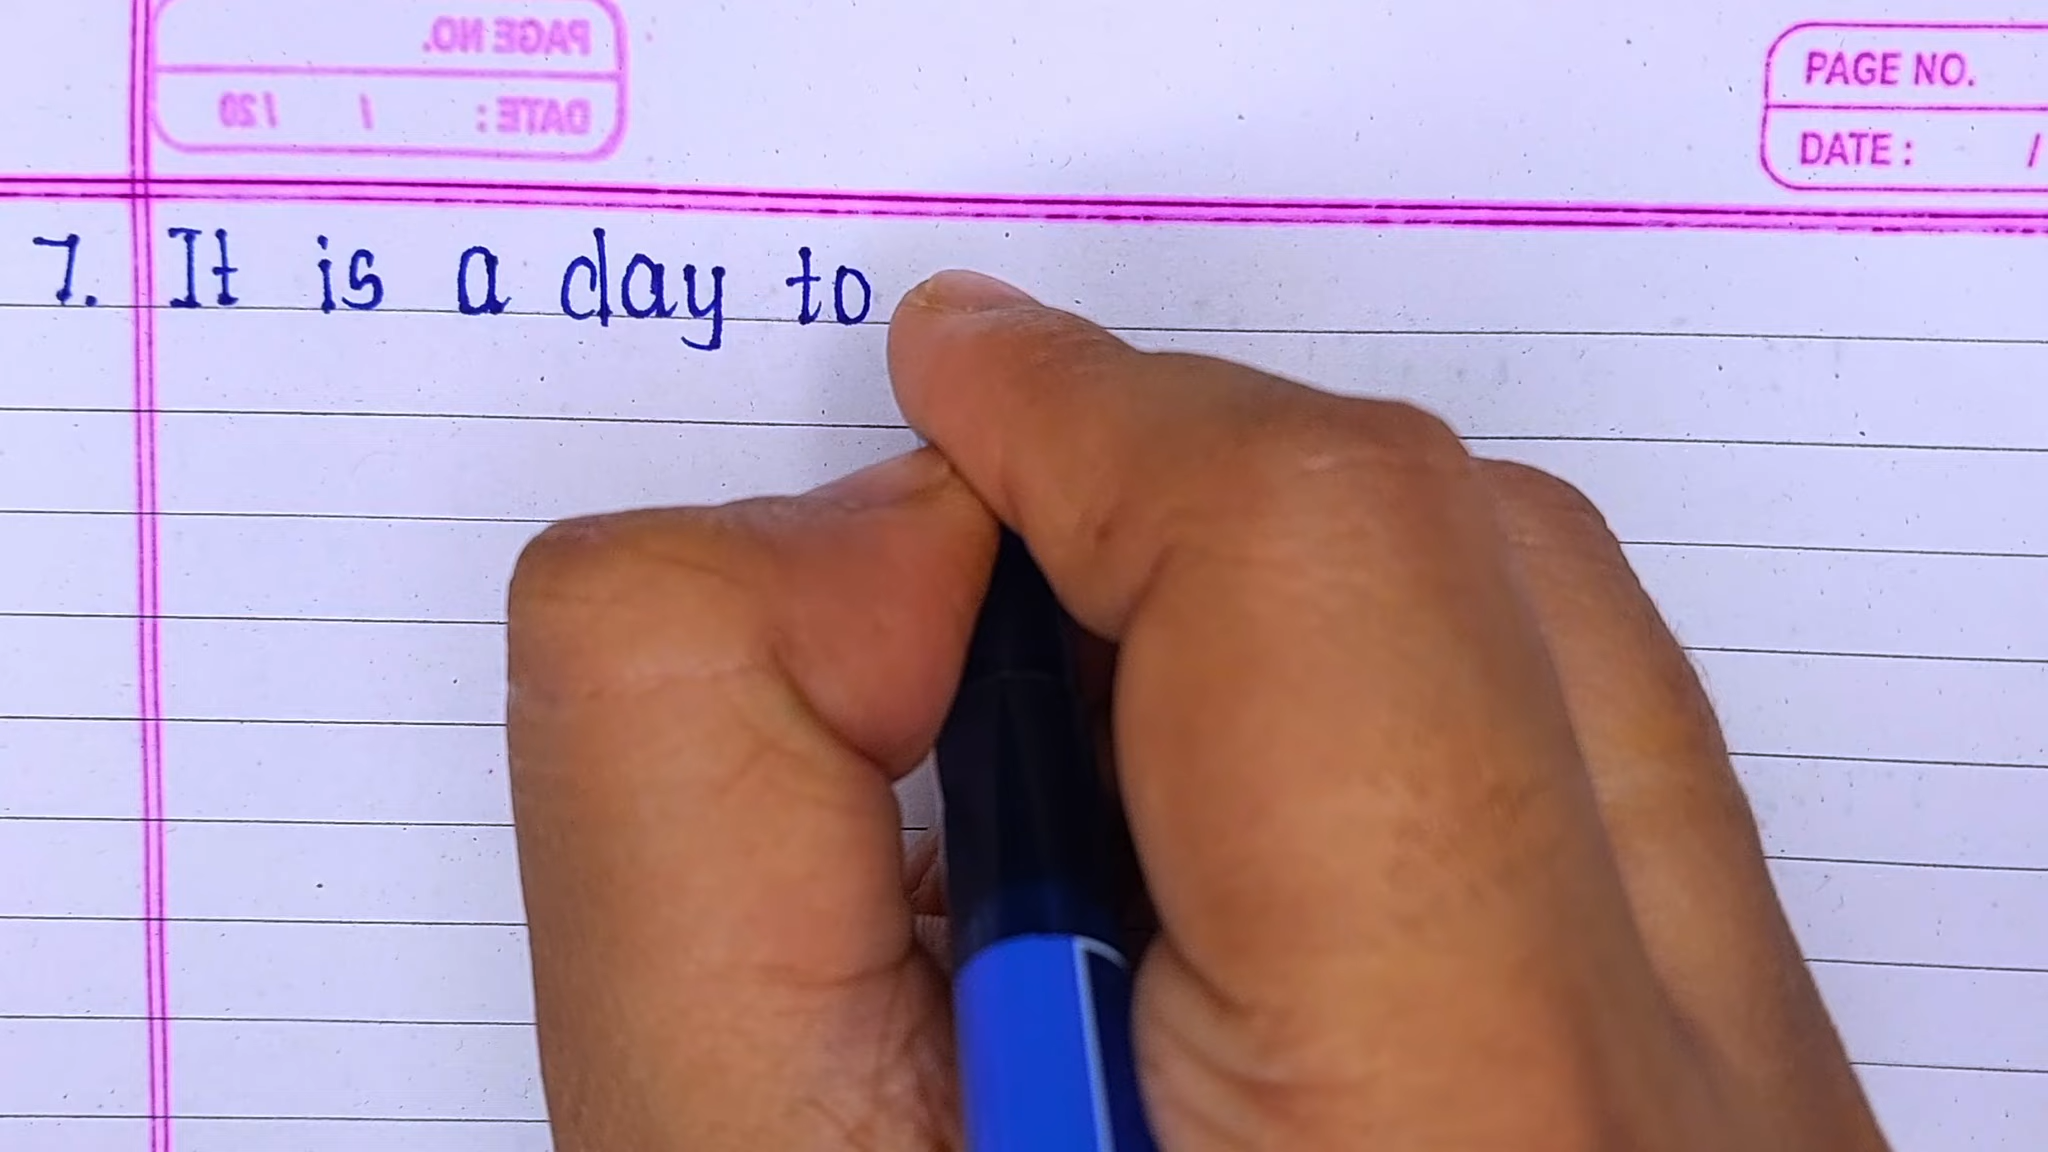 PAGE NO.
DATE: / /20
PAGE NO.
DATE: /
7. It is a day to